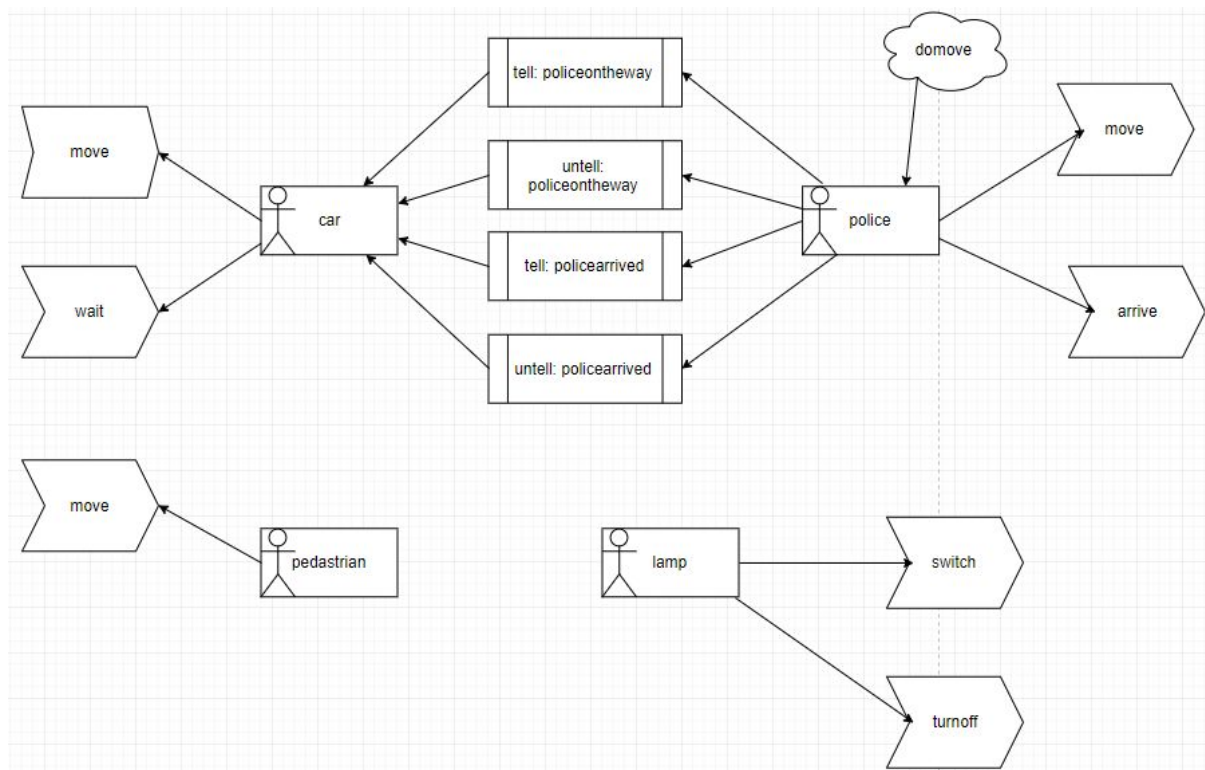 domove
tell: policeontheway
move
move
untell:
policeontheway
car
police
tell: policearrived
wait
arrive
untell: policearrived
move
pedastrian
lamp
switch
turnoff